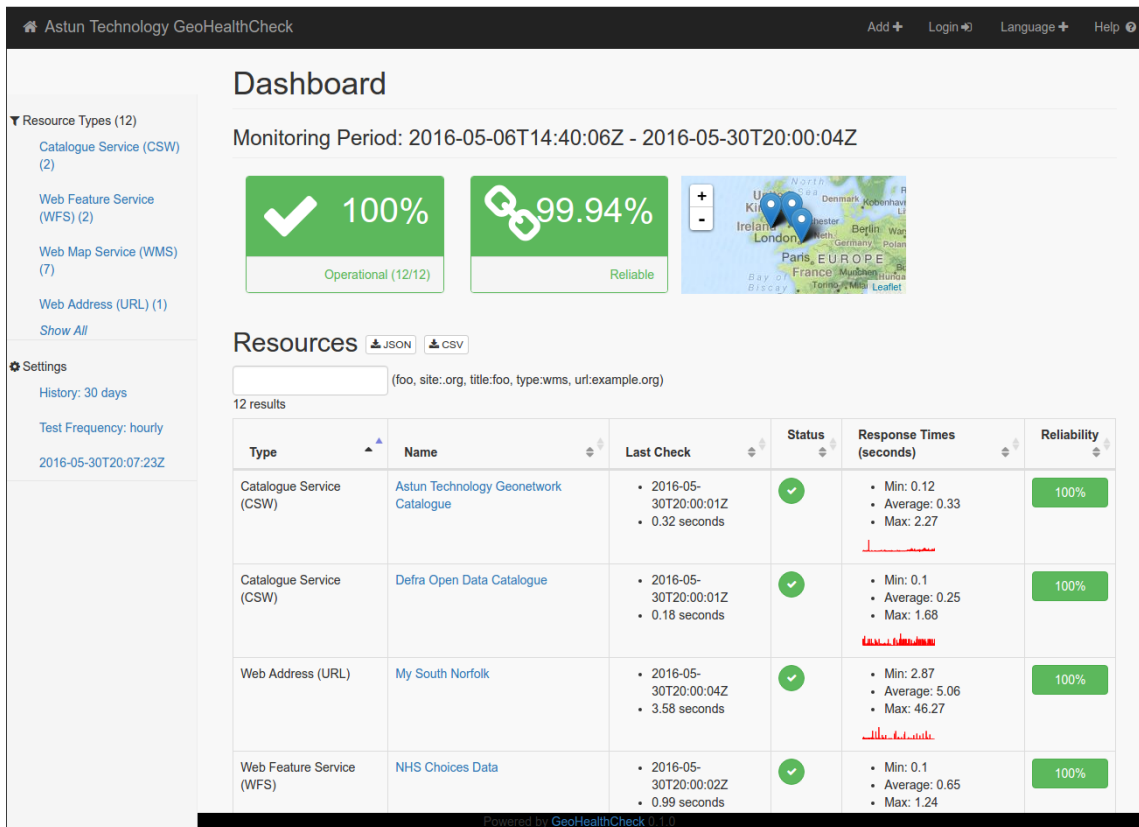 Astun Technology GeoHealthCheck
Add
Login
Language
Help
Dashboard
Resource Types (12)
Catalogue Service (CSW)
(2)
Web Feature Service
(WFS) (2)
Web Map Service (WMS)
(7)
Web Address (URL) (1)
Show All
Settings
History: 30 days
Test Frequency: hourly
2016-05-30T20:07:23Z
Monitoring Period: 2016-05-06T14:40:06Z - 2016-05-30T20:00:04Z
100%
Operational (12/12)
99.94%
Reliable
+
-
North
Sea
Denmark
Ireland
London
Berlin
Germany
Paris
EUROPE
France
Bay of
Biscay
Torino
Leaflet
Resources
JSON
CSV
(foo, site:.org, title:foo, type:wms, url:example.org)
12 results
Type
Name
Last Check
Status
Response Times
(seconds)
Reliability
Catalogue Service
(CSW)
Astun Technology Geonetwork
Catalogue
• 2016-05-
30T20:00:01Z
• 0.32 seconds
• Min: 0.12
• Average: 0.33
• Max: 2.27
100%
Catalogue Service
(CSW)
Defra Open Data Catalogue
• 2016-05-
30T20:00:01Z
• 0.18 seconds
• Min: 0.1
• Average: 0.25
• Max: 1.68
100%
Web Address (URL)
My South Norfolk
• 2016-05-
30T20:00:04Z
• 3.58 seconds
• Min: 2.87
• Average: 5.06
• Max: 46.27
100%
Web Feature Service
(WFS)
NHS Choices Data
• 2016-05-
30T20:00:02Z
• 0.99 seconds
• Min: 0.1
• Average: 0.65
• Max: 1.24
100%
Powered by GeoHealthCheck 0.1.0